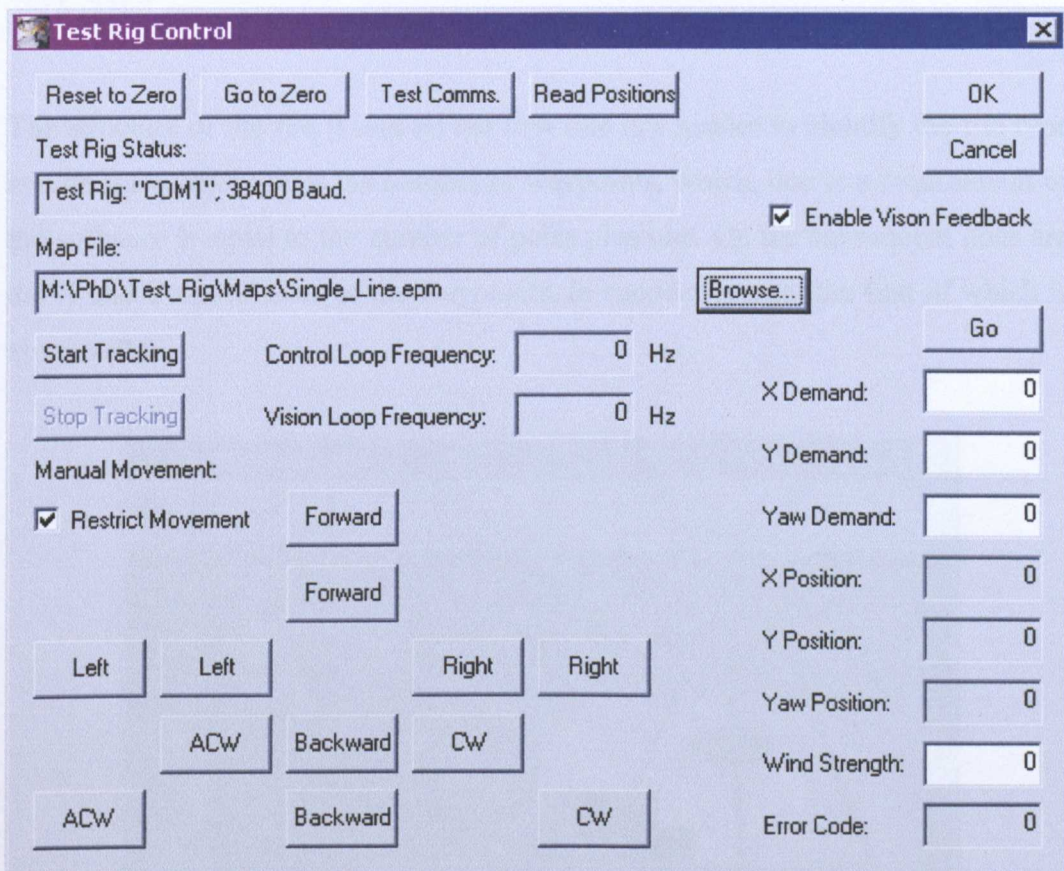 Test Rig Control
Reset to Zero Go to Zero Test Comms. Read Positions OK
Test Rig Status: Cancel
Test Rig: "COM1", 38400 Baud.
Enable Vison Feedback
Map File:
M:\PhD\Test_Rig\Maps\Single_Line.epm Browse...
Go
Start Tracking Control Loop Frequency: 0 Hz
X Demand: 0
Stop Tracking Vision Loop Frequency: 0 Hz
Y Demand: 0
Manual Movement:
Restrict Movement Forward Yaw Demand: 0
Forward X Position: 0
Y Position: 0
Left Left Right Right
Yaw Position: 0
ACW Backward CW
Wind Strength: 0
ACW Backward CW Error Code: 0